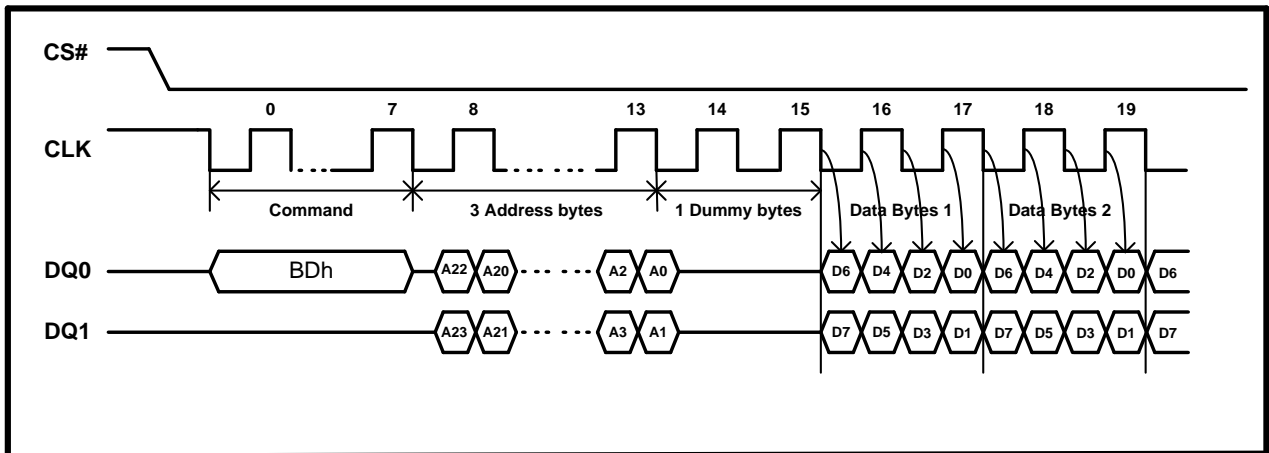 CS#
0 7 8 13 14 15 16 17 18 19
CLK
Command 3 Address bytes 1 Dummy bytes Data Bytes 1 Data Bytes 2
DQ0 BDh A22 A20 A2 A0 D6 D4 D2 D0 D6 D4 D2 D0 D6
DQ1 A23 A21 A3 A1 D7 D5 D3 D1 D7 D5 D3 D1 D7